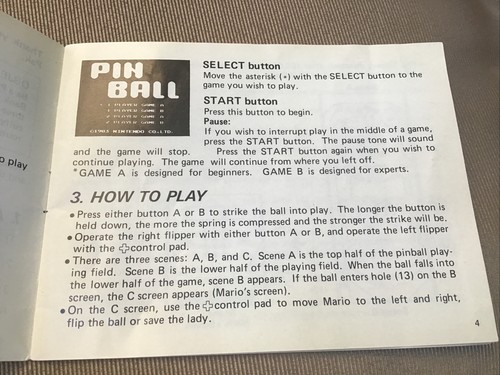 PIN
BALL
1 PLAYER GAME A
1 PLAYER GAME B
2 PLAYER GAME A
2 PLAYER GAME B
NINTENDO CO.,LTD.
SELECT button
Move the asterisk (*) with the SELECT button to the
game you wish to play.
START button
Press this button to begin.
Pause:
If you wish to interrupt play in the middle of a game,
press the START button. The pause tone will sound
and the game will stop. Press the START button again when you wish to
continue playing. The game will continue from where you left off.
*GAME A is designed for beginners. GAME B is designed for experts.
o play
3. HOW TO PLAY
● Press either button A or B to strike the ball into play. The longer the button is
held down, the more the spring is compressed and the stronger the strike will be.
● Operate the right flipper with either button A or B, and operate the left flipper
with the ✚control pad.
● There are three scenes: A, B, and C. Scene A is the top half of the pinball play-
ing field. Scene B is the lower half of the playing field. When the ball falls into
the lower half of the game, scene B appears. If the ball enters hole (13) on the B
screen, the C screen appears (Mario's screen).
● On the C screen, use the ✚control pad to move Mario to the left and right,
flip the ball or save the lady.
4